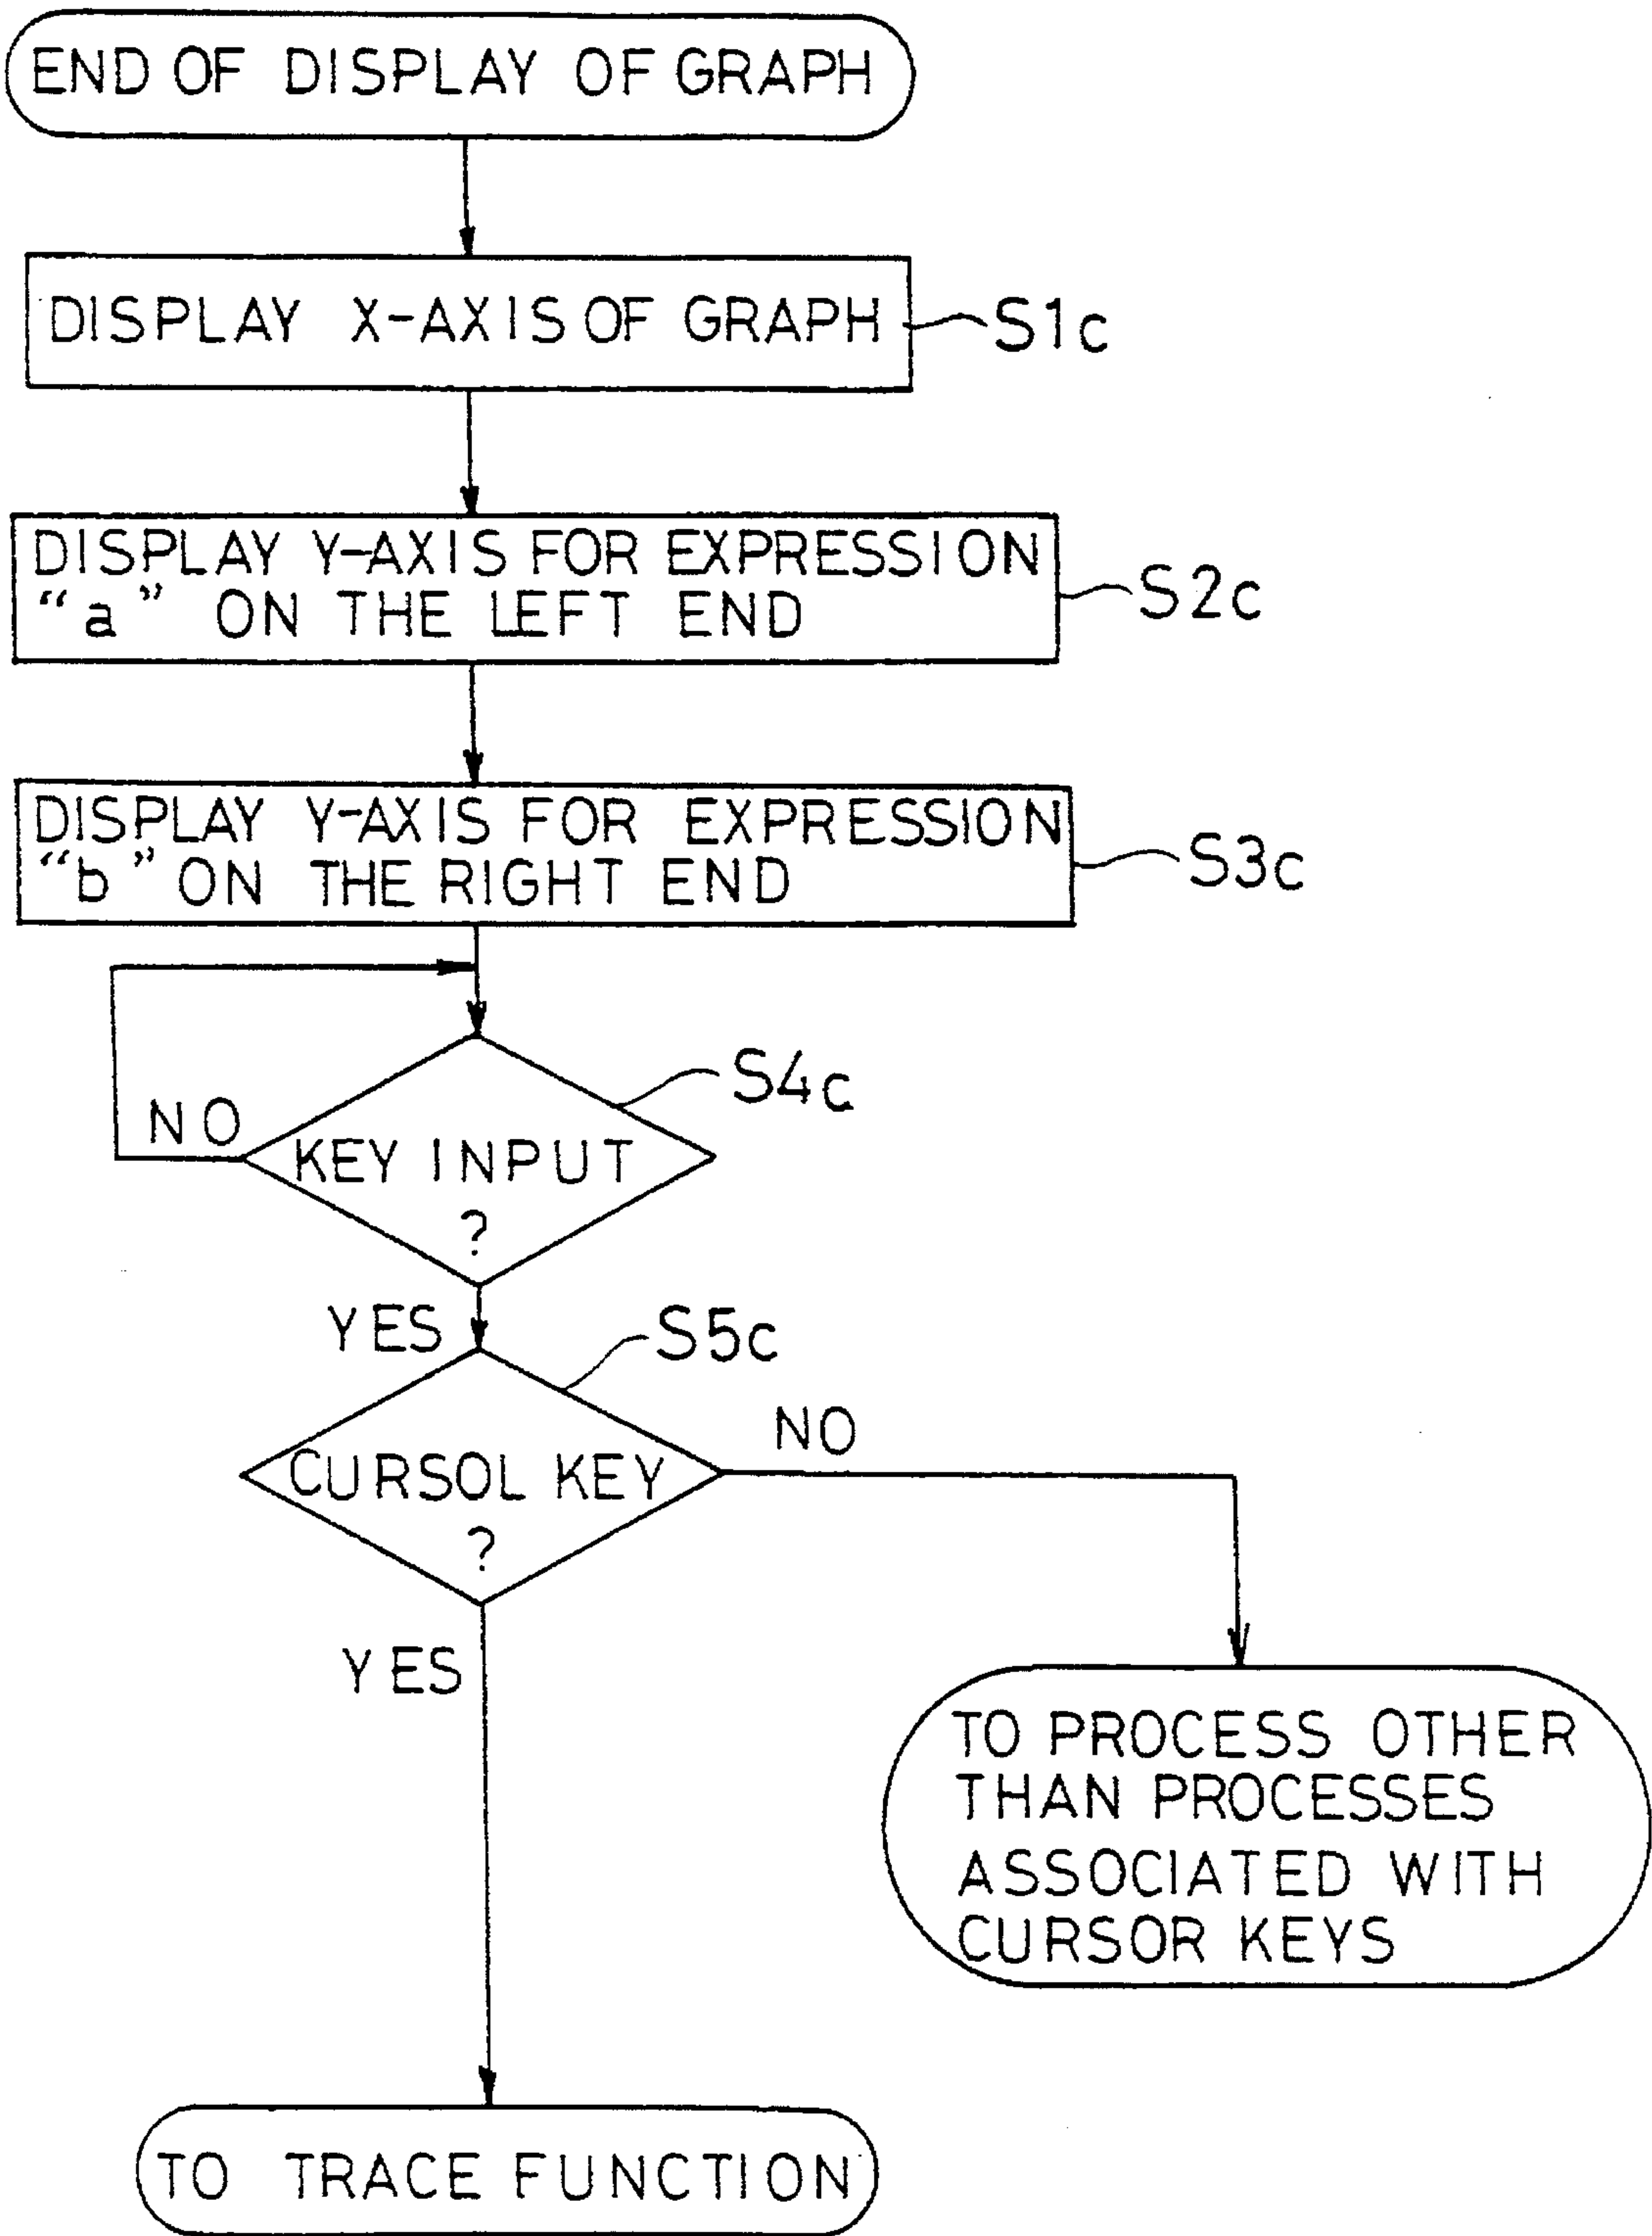 END OF DISPLAY OF GRAPH
DISPLAY X-AXIS OF GRAPH
S1c
DISPLAY Y-AXIS FOR EXPRESSION
“a” ON THE LEFT END
S2c
DISPLAY Y-AXIS FOR EXPRESSION
“b” ON THE RIGHT END
S3c
S4c
NO
KEY INPUT
?
YES
S5c
NO
CURSOL KEY
?
YES
TO PROCESS OTHER
THAN PROCESSES
ASSOCIATED WITH
CURSOR KEYS
TO TRACE FUNCTION